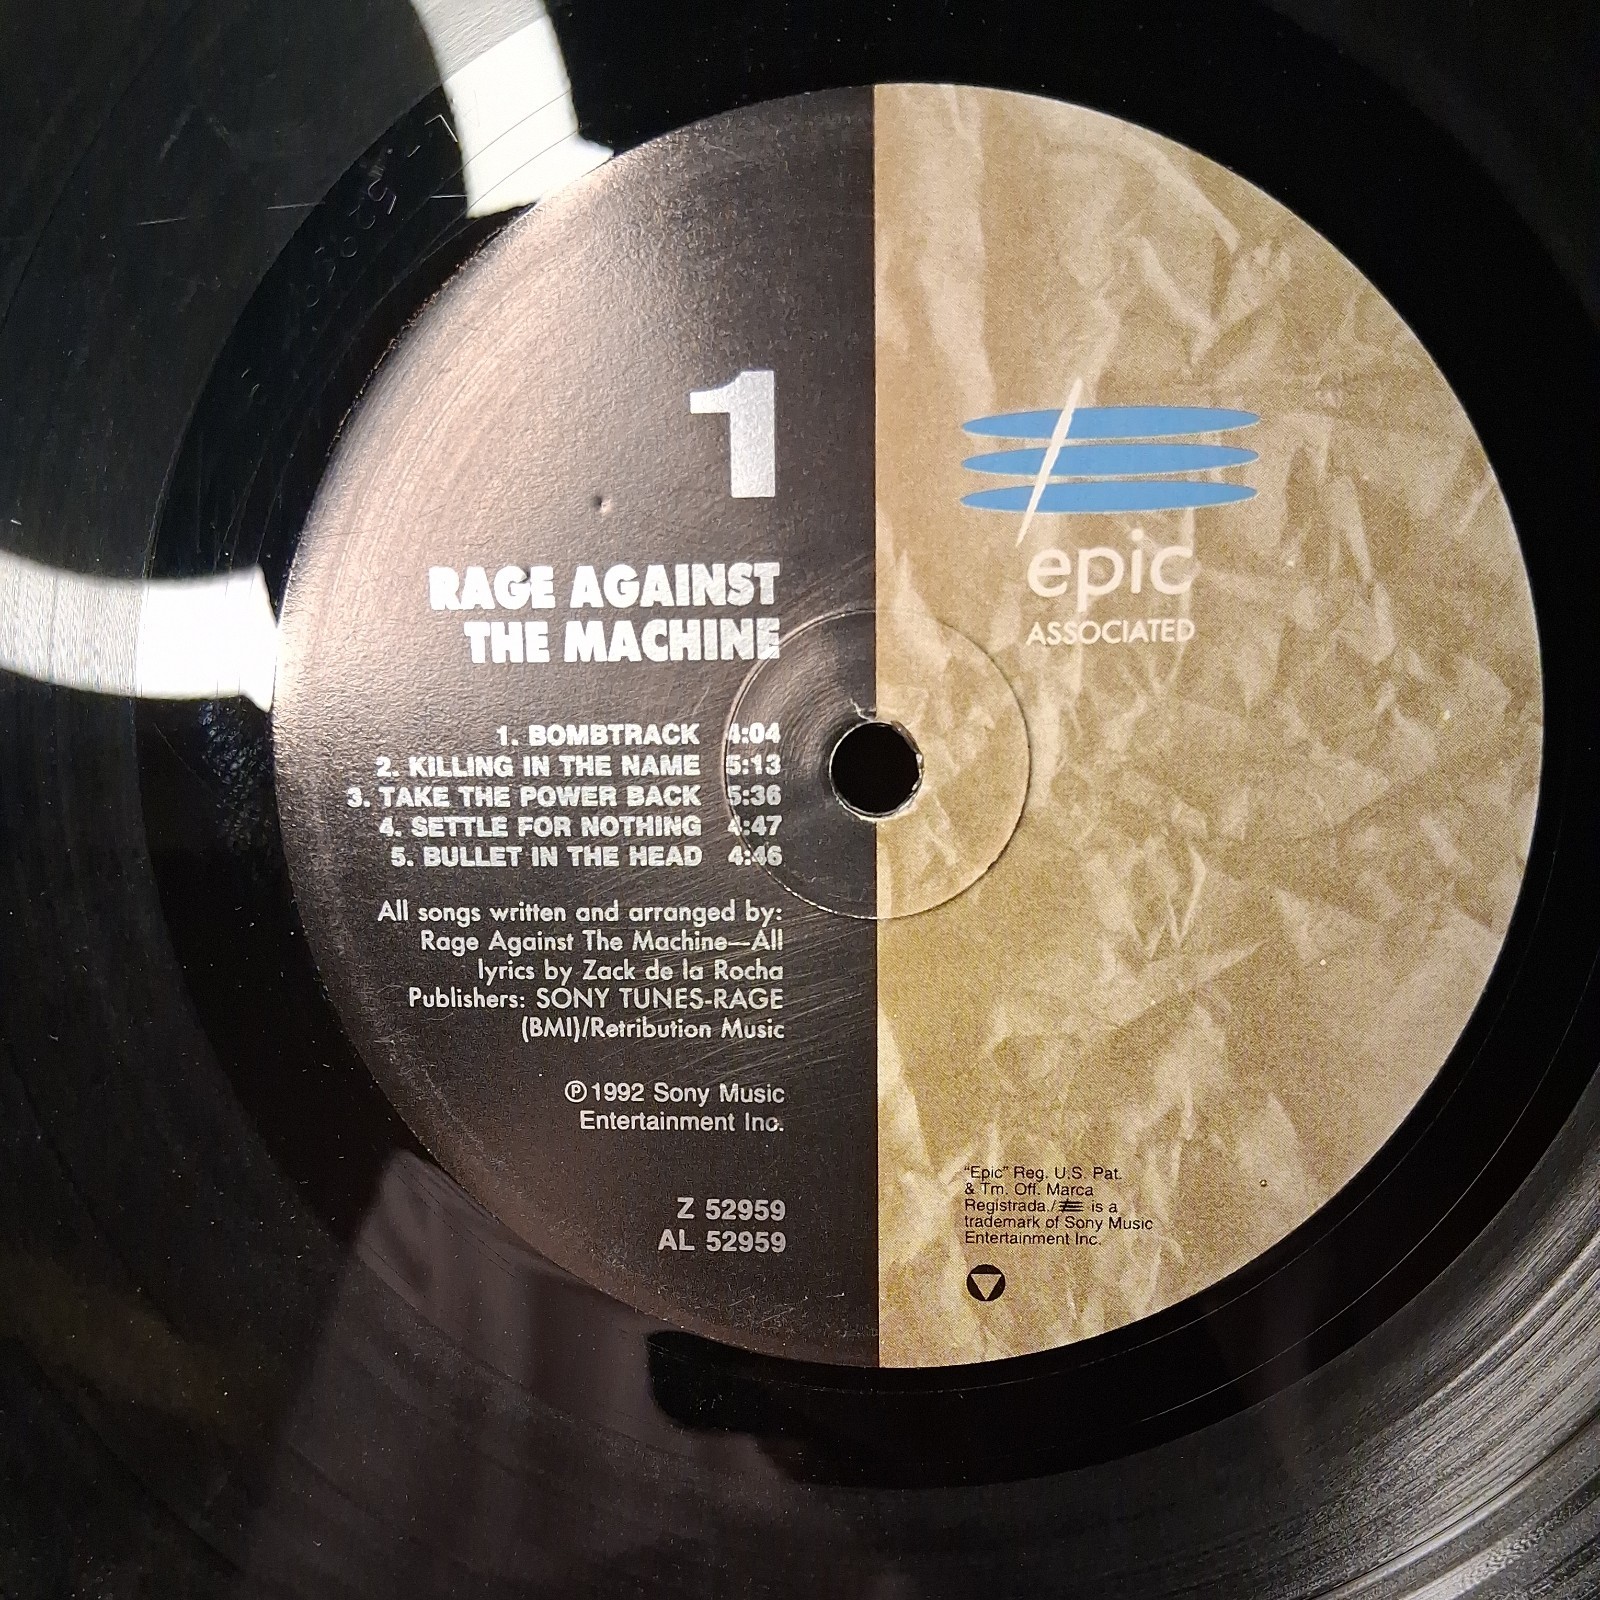 1
RAGE AGAINST
THE MACHINE
1. BOMBTRACK 4:04
2. KILLING IN THE NAME 5:13
3. TAKE THE POWER BACK 5:36
4. SETTLE FOR NOTHING 4:47
5. BULLET IN THE HEAD 4:46
All songs written and arranged by:
Rage Against The Machine—All
lyrics by Zack de la Rocha
Publishers: SONY TUNES-RAGE
(BMI)/Retribution Music
℗ 1992 Sony Music
Entertainment Inc.
Z 52959
AL 52959
epic
ASSOCIATED
"Epic" Reg. U.S. Pat.
& Tm. Off. Marca
Registrada./ is a
trademark of Sony Music
Entertainment Inc.